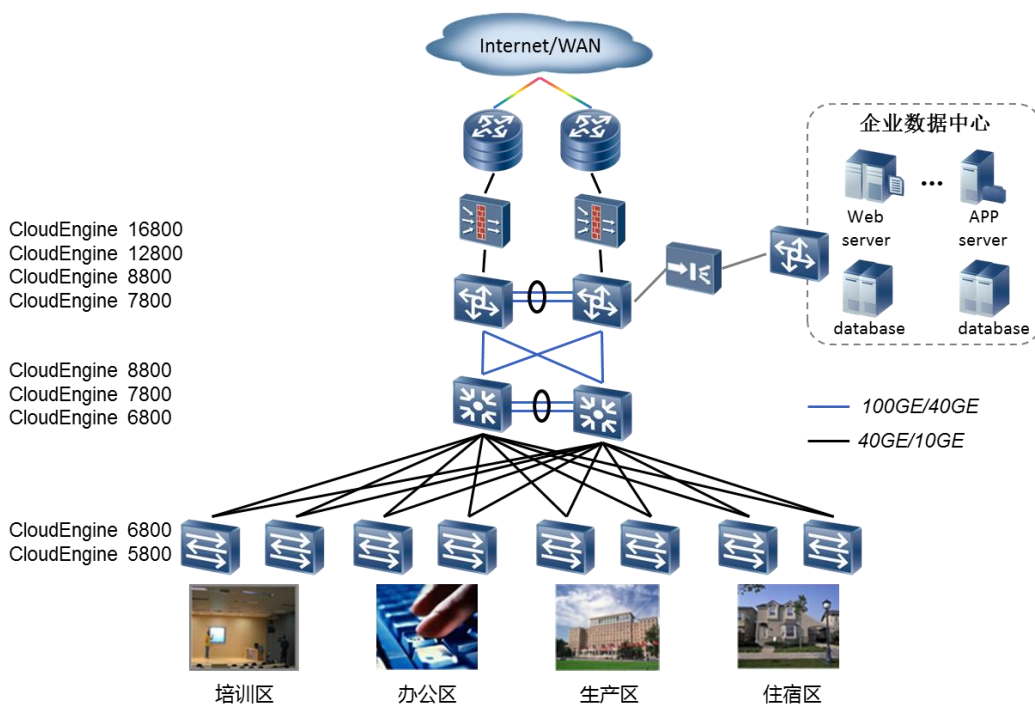 Internet/WAN
企业数据中心
Web server
...
APP server
database
database
CloudEngine 16800
CloudEngine 12800
CloudEngine 8800
CloudEngine 7800
CloudEngine 8800
CloudEngine 7800
CloudEngine 6800
100GE/40GE
40GE/10GE
CloudEngine 6800
CloudEngine 5800
培训区
办公区
生产区
住宿区